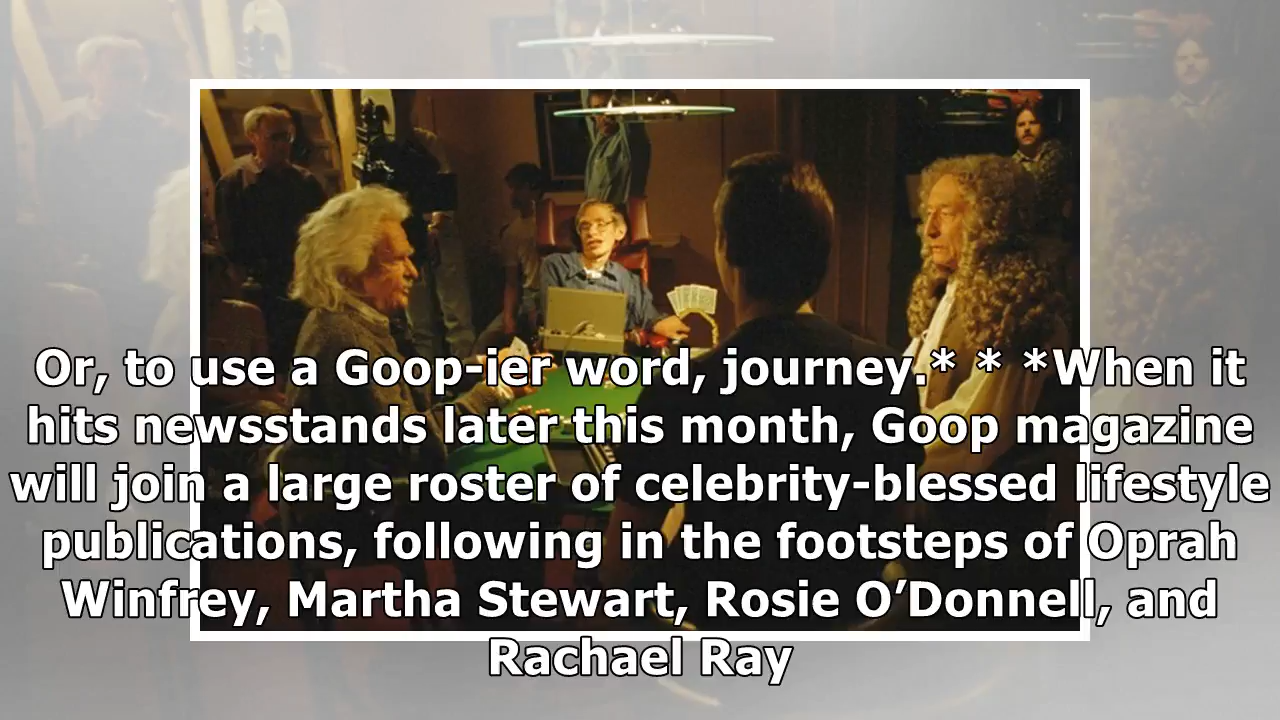 Or, to use a Goop-ier word, journey.* * *When it
hits newsstands later this month, Goop magazine
will join a large roster of celebrity-blessed lifestyle
publications, following in the footsteps of Oprah
Winfrey, Martha Stewart, Rosie O’Donnell, and
Rachael Ray